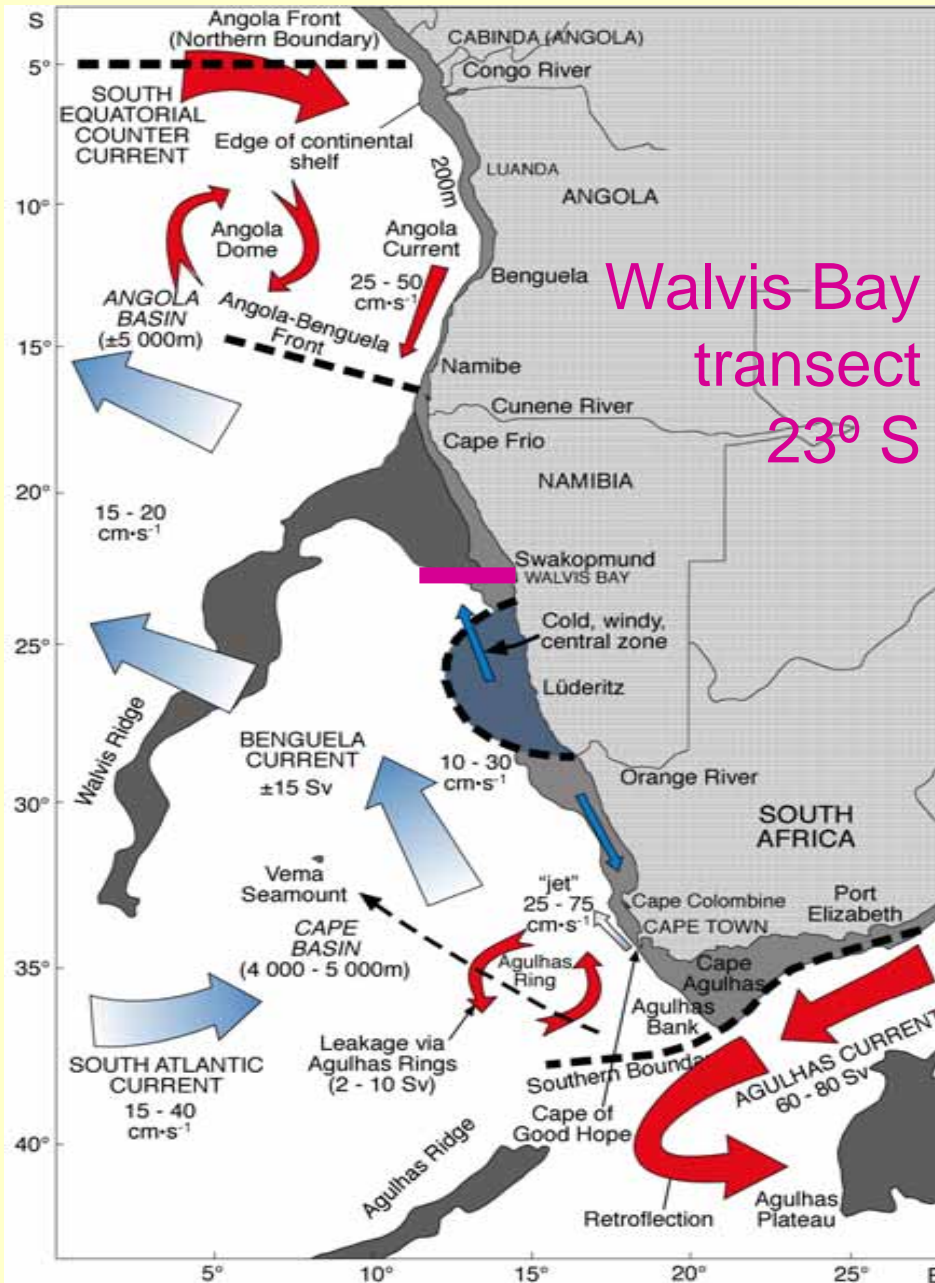 S
Angola Front
(Northern Boundary)
CABINDA (ANGOLA)
5°
Congo River
SOUTH
EQUATORIAL
COUNTER
CURRENT
Edge of continental
shelf
200m
LUANDA
ANGOLA
10°
Angola
Dome
Angola
Current
25 - 50
cm·s⁻¹
Benguela
Walvis Bay
transect
23⁰ S
ANGOLA
BASIN
(±5 000m)
Angola-Benguela
Front
15°
Namibe
Cunene River
Cape Frio
NAMIBIA
20°
15 - 20
cm·s⁻¹
Swakopmund
WALVIS BAY
Cold, windy,
central zone
25°
Lüderitz
Walvis Ridge
BENGUELA
CURRENT
±15 Sv
10 - 30
cm·s⁻¹
Orange River
30°
SOUTH
AFRICA
Vema
Seamount
"jet"
25 - 75
cm·s⁻¹
Cape Colombine
CAPE TOWN
Port
Elizabeth
CAPE
BASIN
(4 000 - 5 000m)
35°
Agulhas
Riing
Cape
Agulhas
Agulhas
Bank
SOUTH ATLANTIC
CURRENT
15 - 40
cm·s⁻¹
Leakage via
Agulhas Rings
(2 - 10 Sv)
Southern Boundar
AGULHAS CURRENT
60 - 80 Sv
Cape of
Good Hope
40°
Agulhas Ridge
Retroflection
Agulhas
Plateau
5°
10°
15°
20°
25°
E